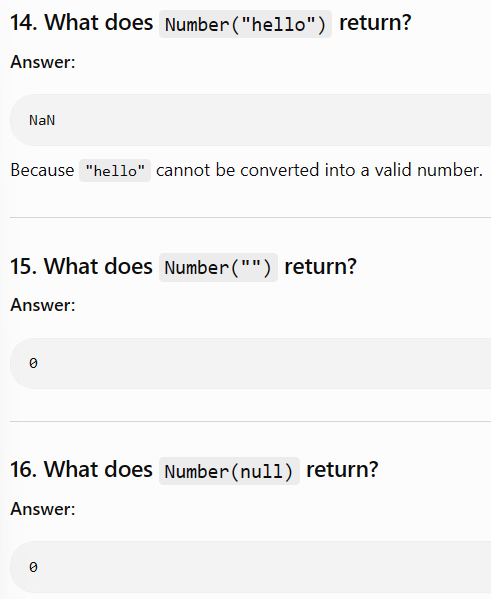 14. What does Number("hello") return?
Answer:
NaN
Because "hello" cannot be converted into a valid number.
15. What does Number("") return?
Answer:
0
16. What does Number(null) return?
Answer:
0